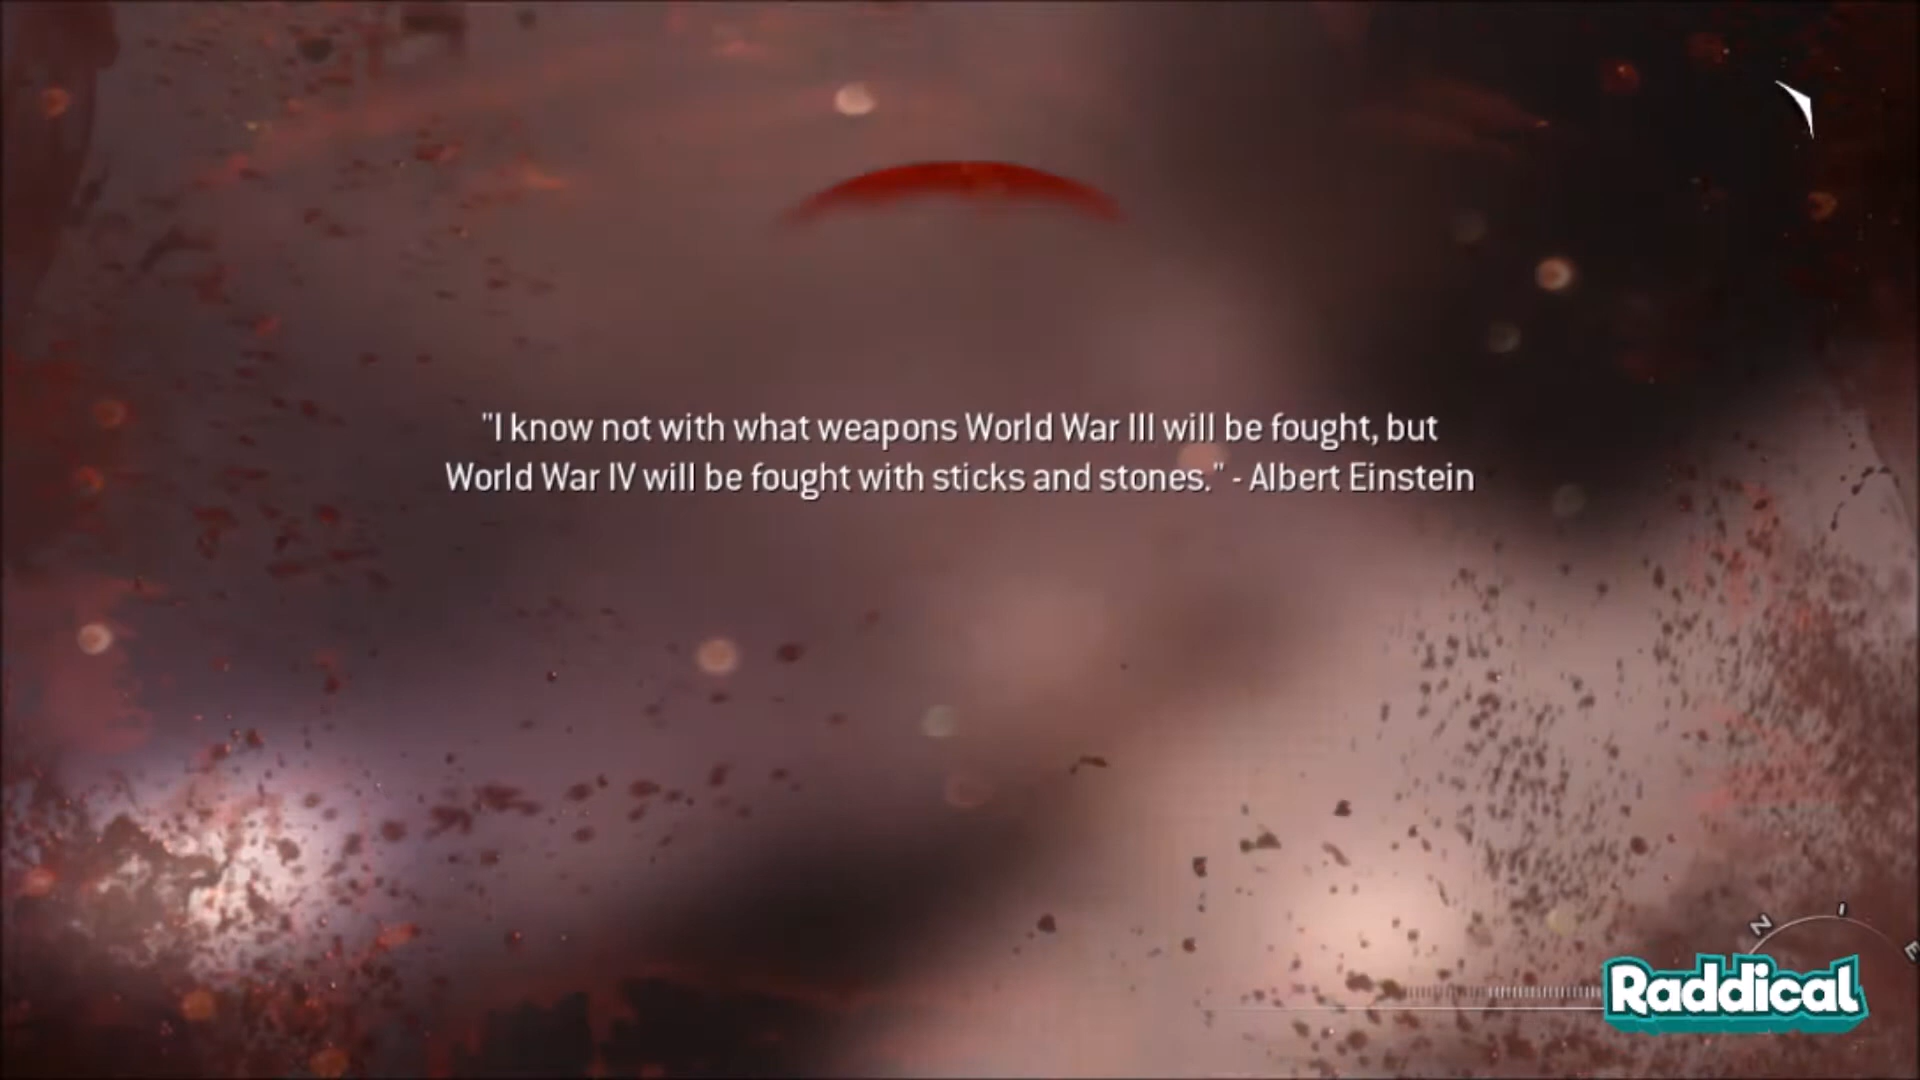 "I know not with what weapons World War III will be fought, but
World War IV will be fought with sticks and stones." - Albert Einstein
N
E
Raddical